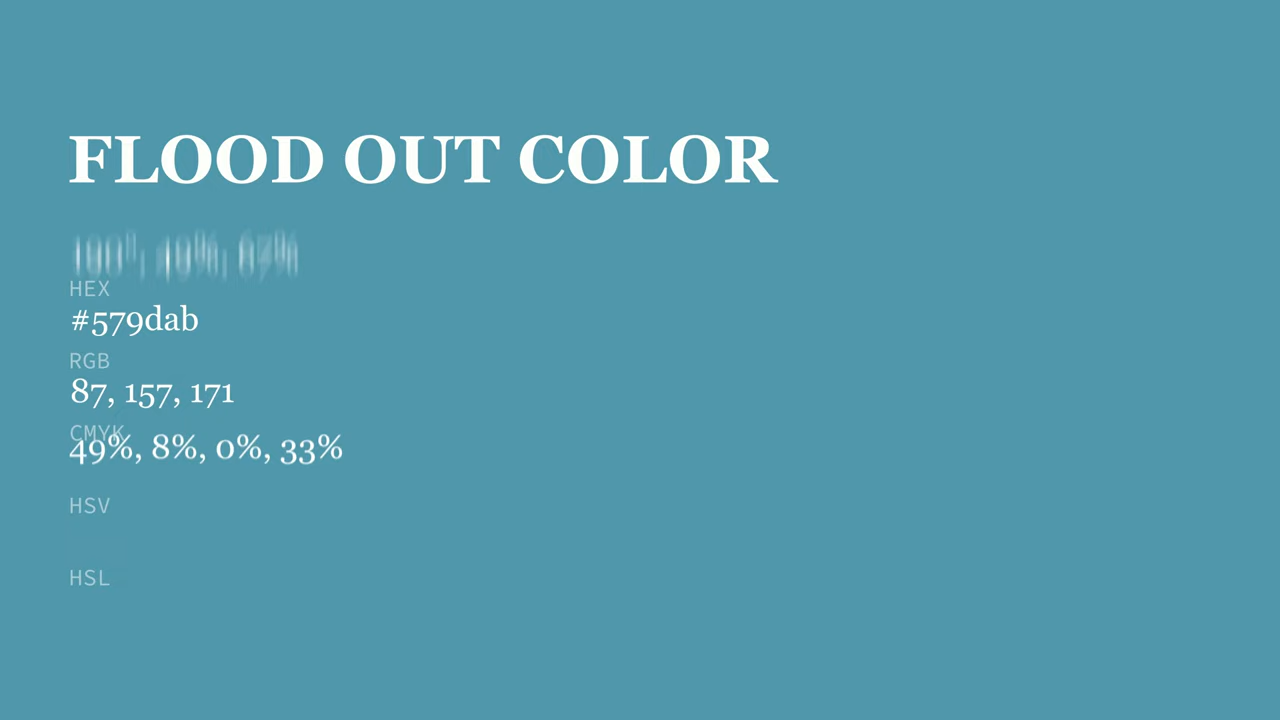 FLOOD OUT COLOR
HEX
#579dab
RGB
87, 157, 171
CMYK
49%, 8%, 0%, 33%
HSV
HSL